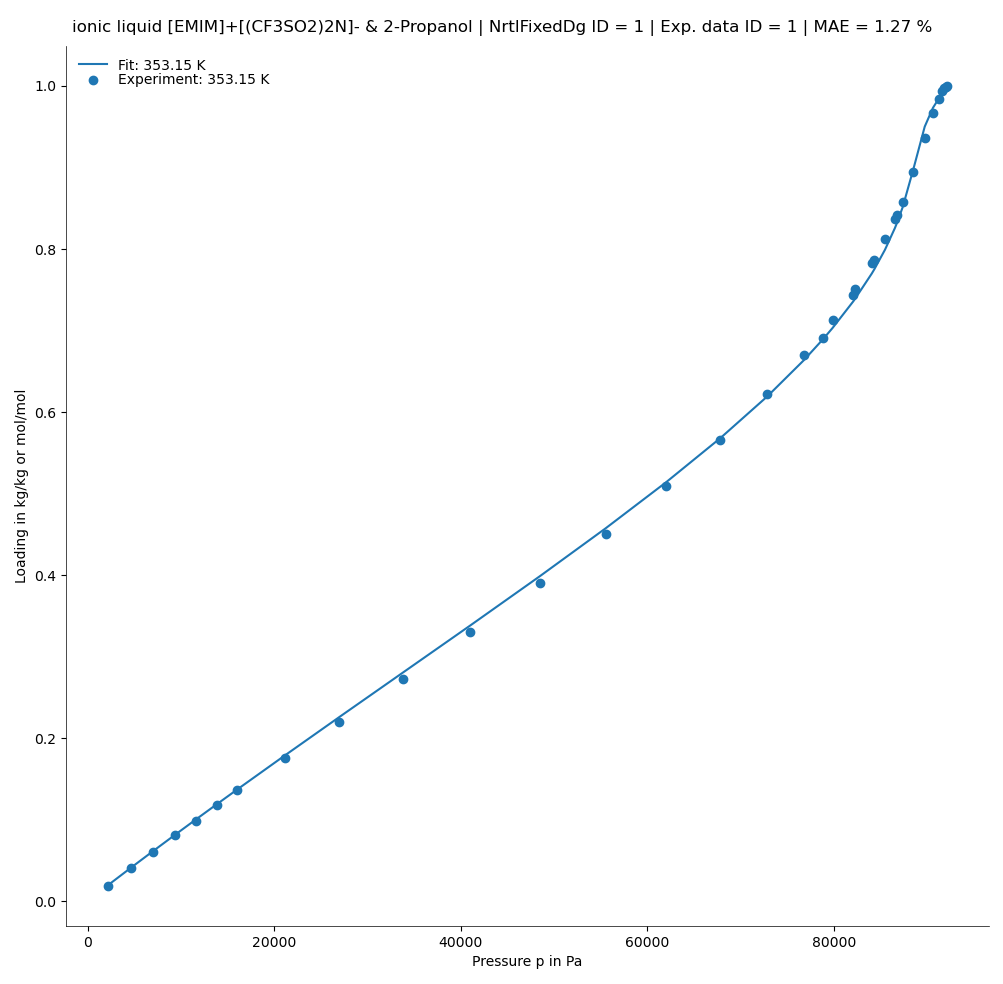 ionic liquid [EMIM]+[(CF3SO2)2N]- & 2-Propanol | NrtlFixedDg ID = 1 | Exp. data ID = 1 | MAE = 1.27 %
Fit: 353.15 K
Experiment: 353.15 K
1.0
0.8
0.6
0.4
0.2
0.0
Loading in kg/kg or mol/mol
0 20000 40000 60000 80000
Pressure p in Pa